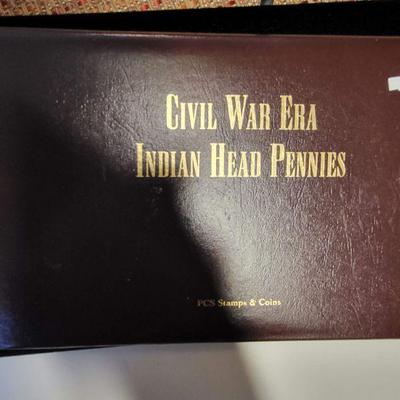 Civil War Era
Indian Head Pennies
PCS Stamps & Coins